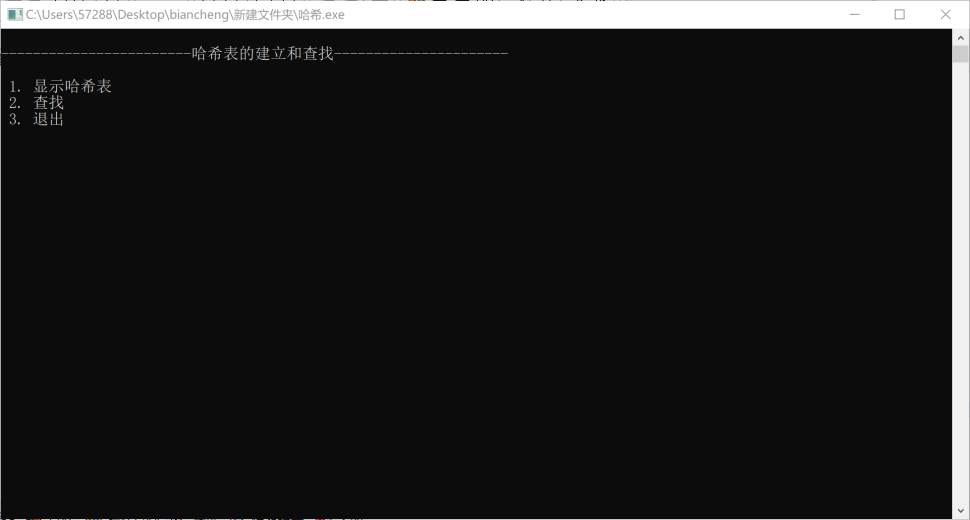 C:\Users\57288\Desktop\biancheng\新建文件夹\哈希.exe
------------------------哈希表的建立和查找----------------------
1. 显示哈希表
2. 查找
3. 退出